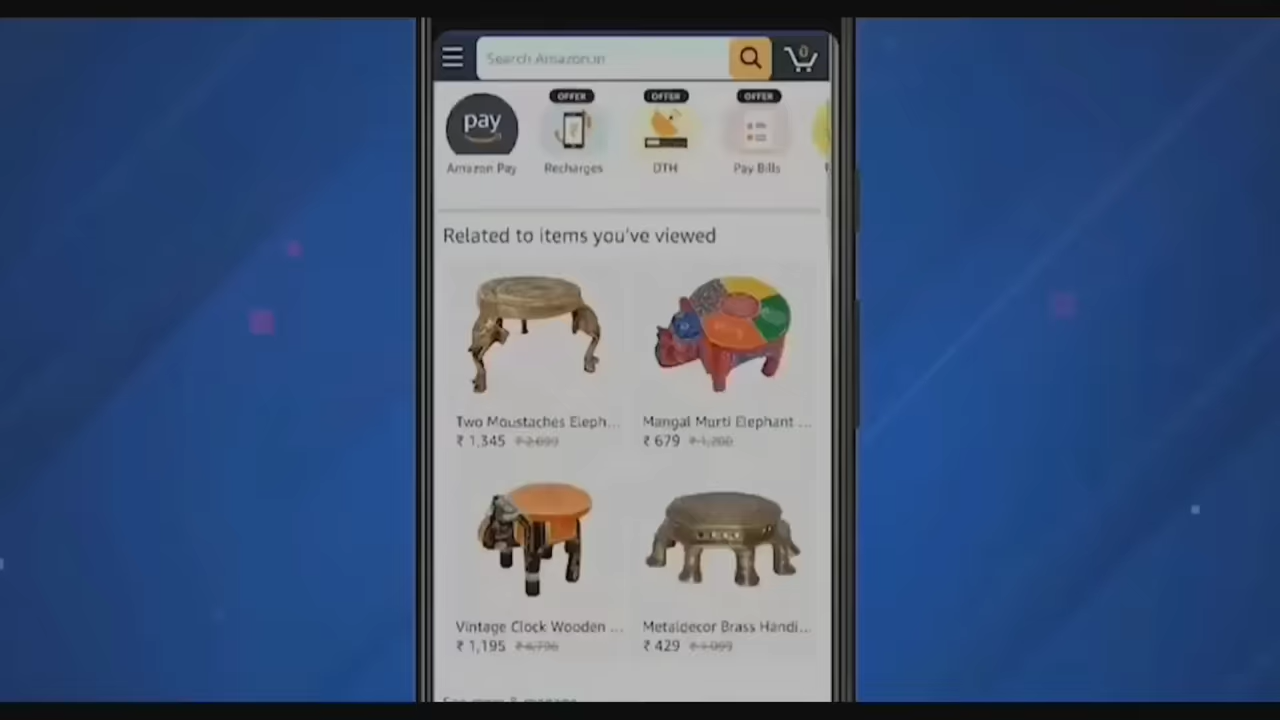 Search Amazon.in
0
OFFER OFFER OFFER
pay
Amazon Pay Recharges DTH Pay Bills
Related to items you've viewed
Two Moustaches Eleph... Mangal Murti Elephant ...
₹ 1,345 ₹ 679
Vintage Clock Wooden ... Metaldecor Brass Handi...
₹ 1,195 ₹ 429